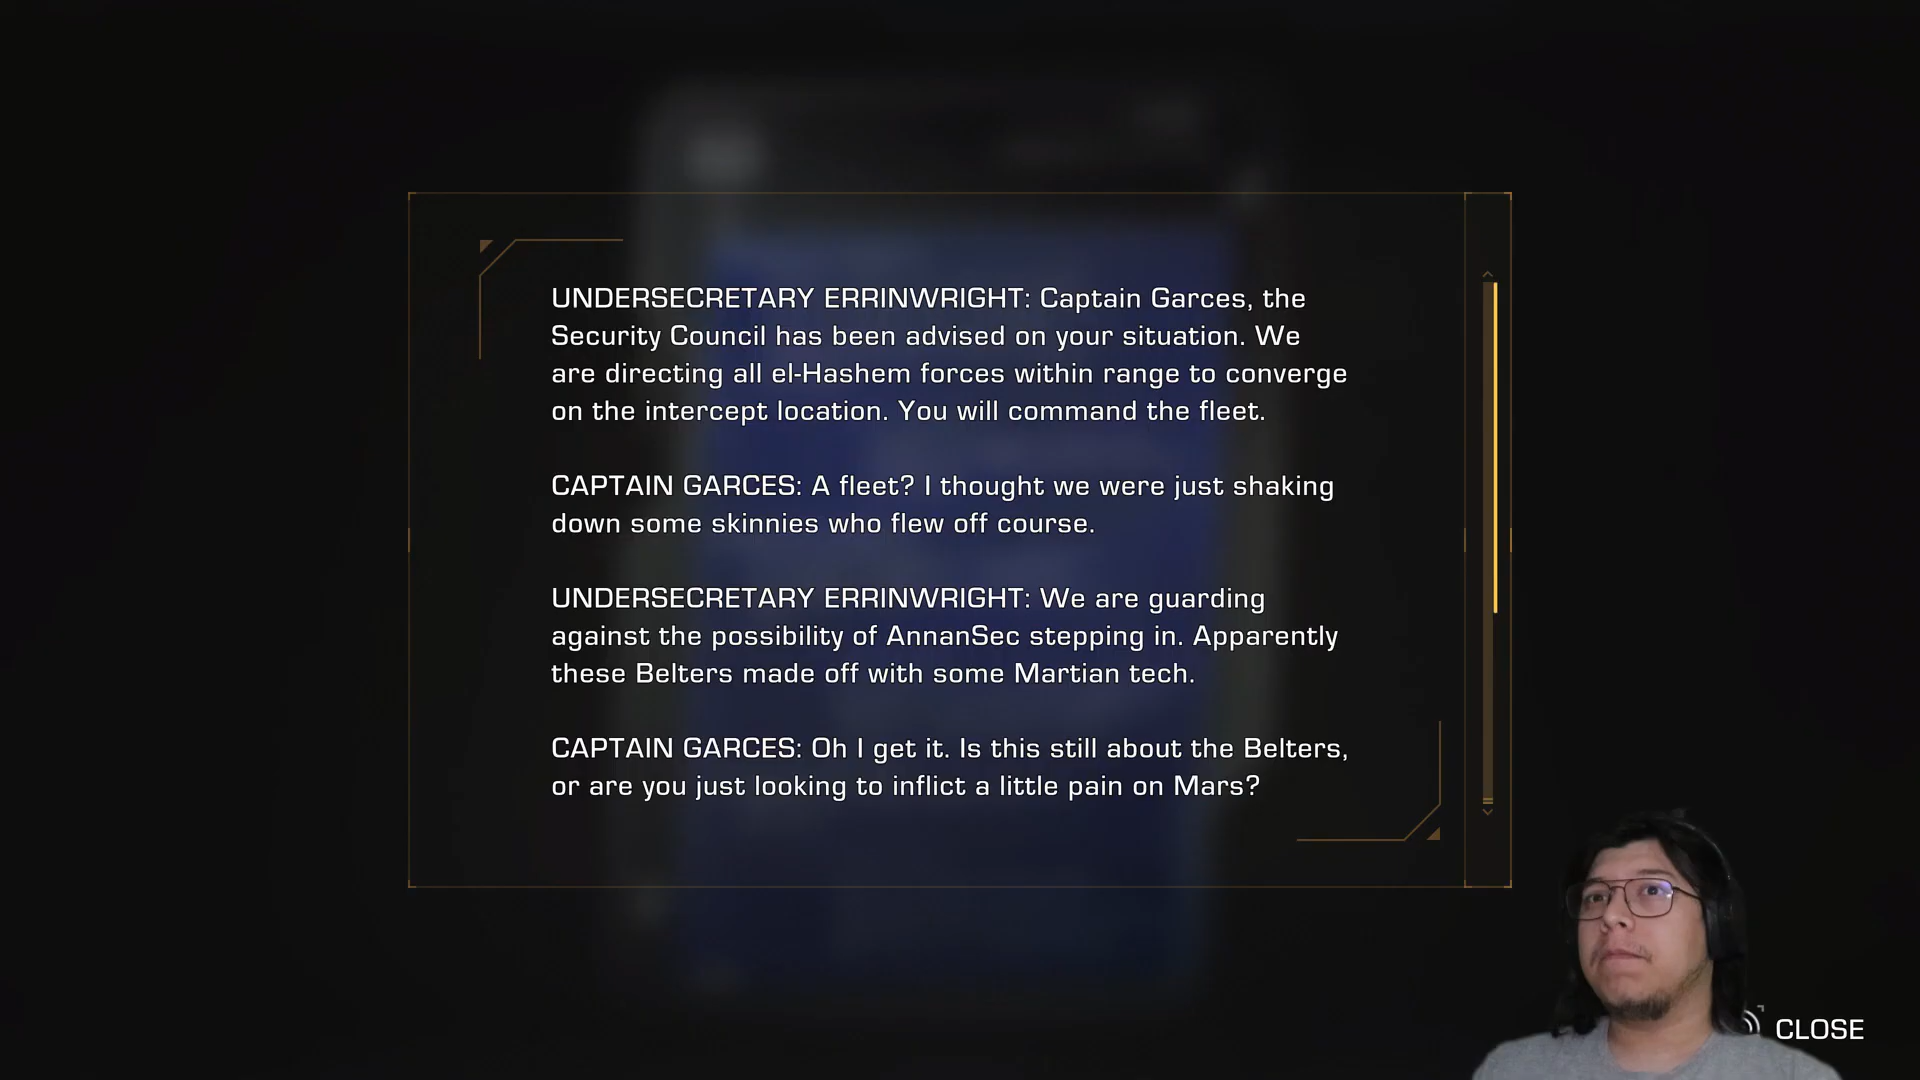 UNDERSECRETARY ERRINWRIGHT: Captain Garces, the
Security Council has been advised on your situation. We
are directing all el-Hashem forces within range to converge
on the intercept location. You will command the fleet.
CAPTAIN GARCES: A fleet? I thought we were just shaking
down some skinnies who flew off course.
UNDERSECRETARY ERRINWRIGHT: We are guarding
against the possibility of AnnanSec stepping in. Apparently
these Belters made off with some Martian tech.
CAPTAIN GARCES: Oh I get it. Is this still about the Belters,
or are you just looking to inflict a little pain on Mars?
CLOSE